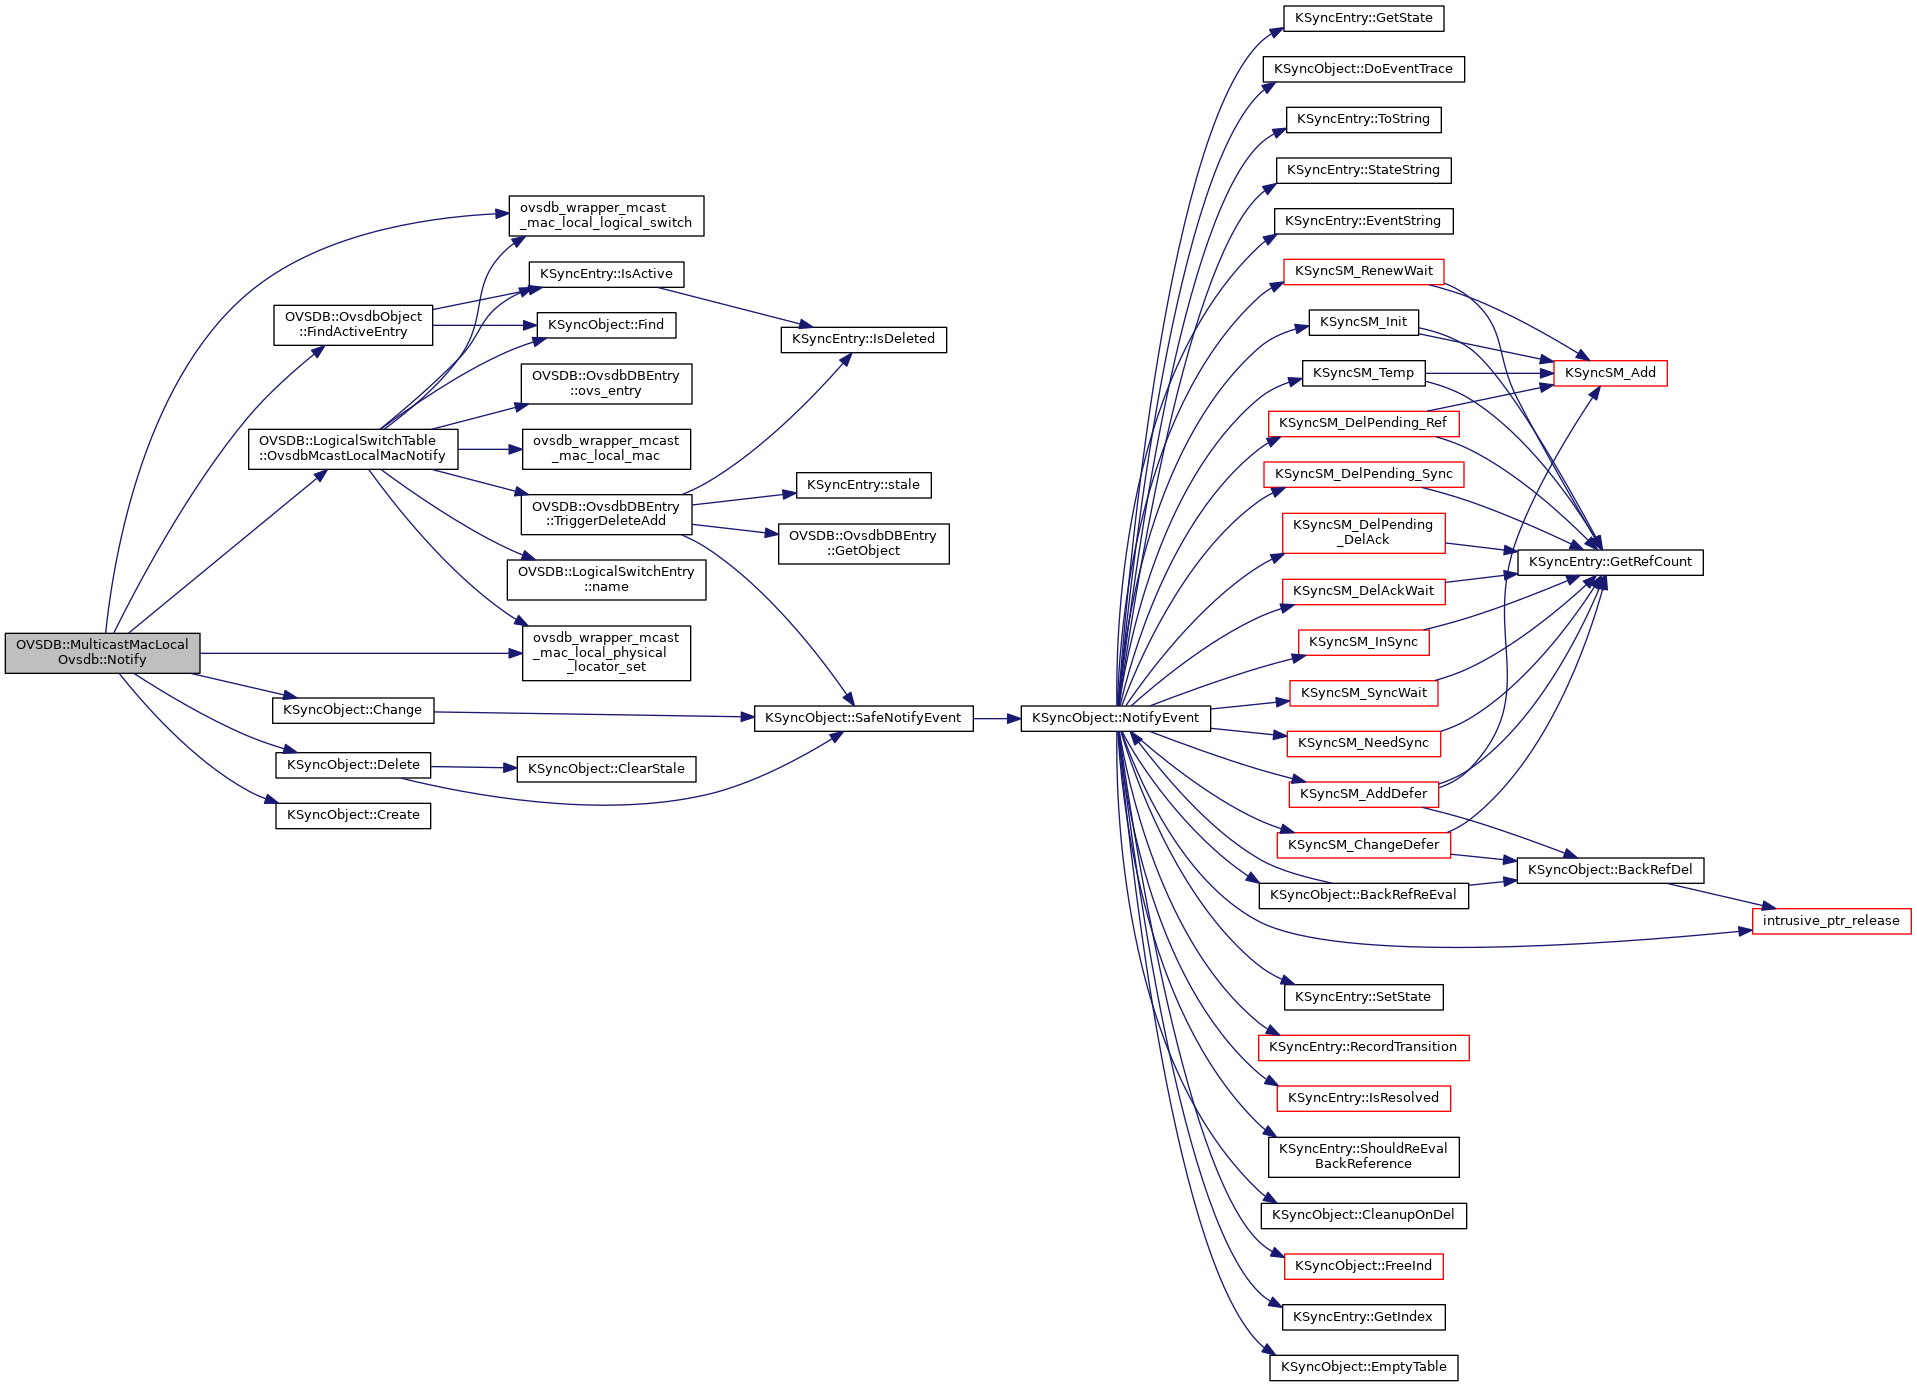 OVSDB::MulticastMacLocal
Ovsdb::Notify
ovsdb_wrapper_mcast
_mac_local_logical_switch
OVSDB::OvsdbObject
::FindActiveEntry
OVSDB::LogicalSwitchTable
::OvsdbMcastLocalMacNotify
KSyncObject::Change
KSyncObject::Delete
KSyncObject::Create
KSyncEntry::IsActive
KSyncObject::Find
OVSDB::OvsdbDBEntry
::ovs_entry
ovsdb_wrapper_mcast
_mac_local_mac
OVSDB::OvsdbDBEntry
::TriggerDeleteAdd
OVSDB::LogicalSwitchEntry
::name
ovsdb_wrapper_mcast
_mac_local_physical
_locator_set
KSyncObject::ClearStale
KSyncEntry::IsDeleted
KSyncEntry::stale
OVSDB::OvsdbDBEntry
::GetObject
KSyncObject::SafeNotifyEvent
KSyncObject::NotifyEvent
KSyncEntry::GetState
KSyncObject::DoEventTrace
KSyncEntry::ToString
KSyncEntry::StateString
KSyncEntry::EventString
KSyncSM_RenewWait
KSyncSM_Init
KSyncSM_Temp
KSyncSM_DelPending_Ref
KSyncSM_DelPending_Sync
KSyncSM_DelPending
_DelAck
KSyncSM_DelAckWait
KSyncSM_InSync
KSyncSM_SyncWait
KSyncSM_NeedSync
KSyncSM_AddDefer
KSyncSM_ChangeDefer
KSyncObject::BackRefReEval
KSyncEntry::SetState
KSyncEntry::RecordTransition
KSyncEntry::IsResolved
KSyncEntry::ShouldReEval
BackReference
KSyncObject::CleanupOnDel
KSyncObject::FreeInd
KSyncEntry::GetIndex
KSyncObject::EmptyTable
KSyncSM_Add
KSyncEntry::GetRefCount
KSyncObject::BackRefDel
intrusive_ptr_release